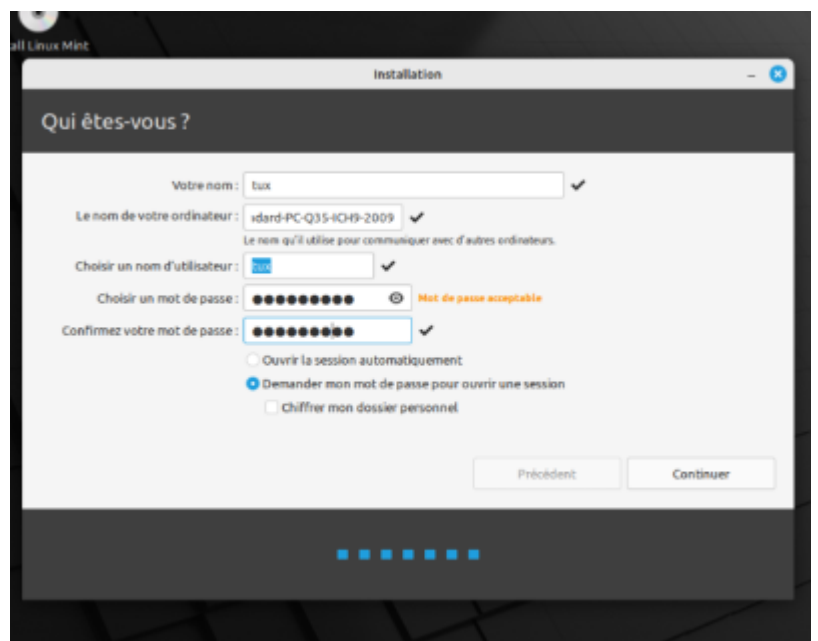 all Linux Mint
Installation
Qui êtes-vous ?
Votre nom : tux
Le nom de votre ordinateur : ıdard-PC-Q35-ICH9-2009
Le nom qu'il utilise pour communiquer avec d'autres ordinateurs.
Choisir un nom d'utilisateur : tux
Choisir un mot de passe : ●●●●●●●●● Mot de passe acceptable
Confirmez votre mot de passe : ●●●●●●●●●
Ouvrir la session automatiquement
Demander mon mot de passe pour ouvrir une session
Chiffrer mon dossier personnel
Précédent Continuer